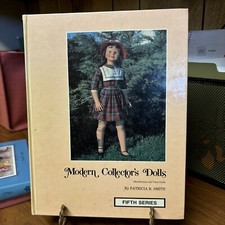 Modern Collector's Dolls
By PATRICIA R. SMITH
FIFTH SERIES